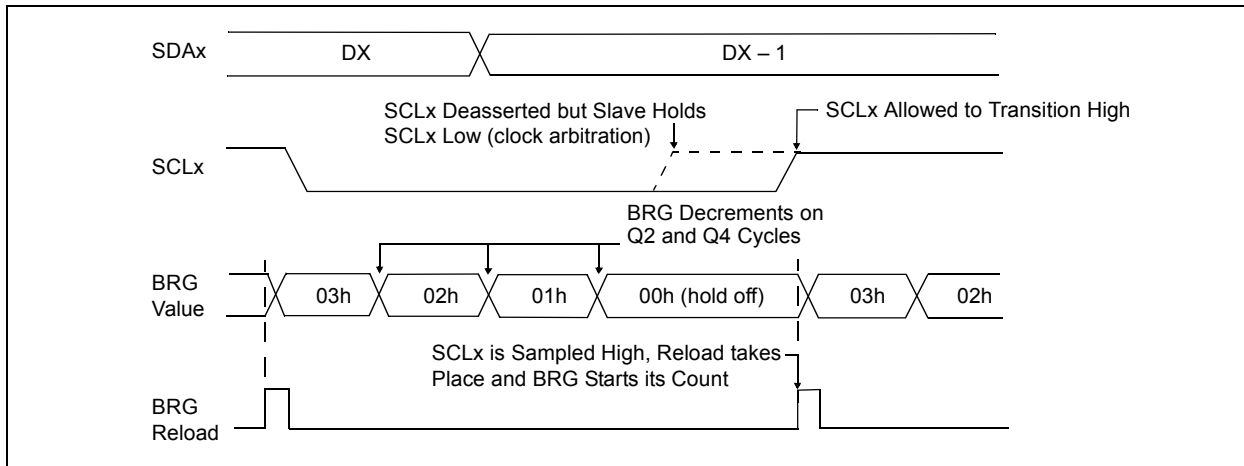 SDAx
DX
DX – 1
SCLx Deasserted but Slave Holds
SCLx Low (clock arbitration)
SCLx Allowed to Transition High
SCLx
BRG Decrements on
Q2 and Q4 Cycles
BRG
Value
03h
02h
01h
00h (hold off)
03h
02h
SCLx is Sampled High, Reload takes
Place and BRG Starts its Count
BRG
Reload